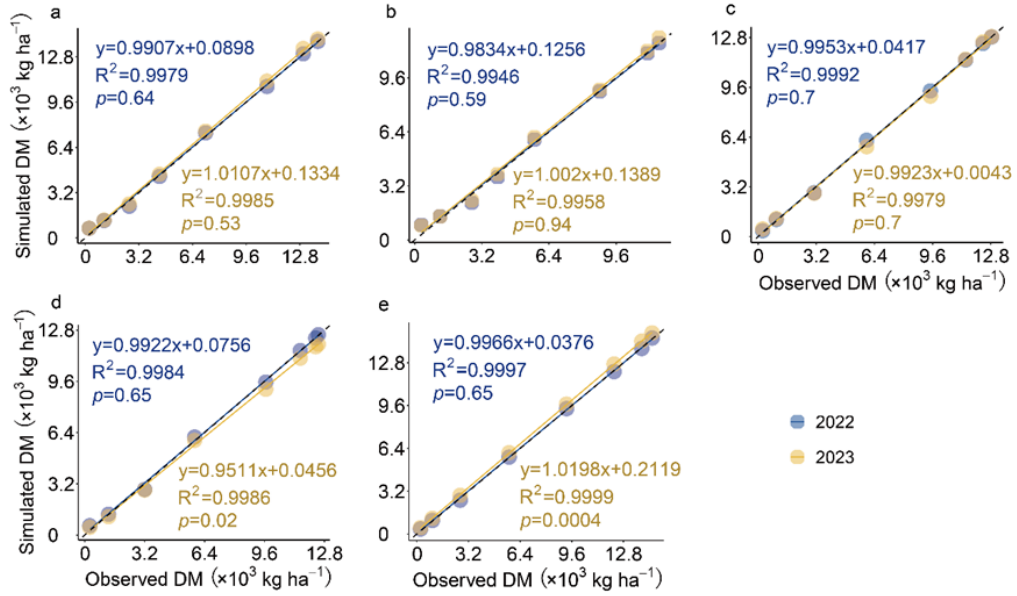 a
Simulated DM (×10³ kg ha⁻¹)
12.8
9.6
6.4
3.2
0
y=0.9907x+0.0898
R²=0.9979
p=0.64
y=1.0107x+0.1334
R²=0.9985
p=0.53
0 3.2 6.4 9.6 12.8
b
12.8
9.6
6.4
3.2
0
y=0.9834x+0.1256
R²=0.9946
p=0.59
y=1.002x+0.1389
R²=0.9958
p=0.94
0 3.2 6.4 9.6
c
12.8
9.6
6.4
3.2
0
y=0.9953x+0.0417
R²=0.9992
p=0.7
y=0.9923x+0.0043
R²=0.9979
p=0.7
0 3.2 6.4 9.6 12.8
Observed DM (×10³ kg ha⁻¹)
d
Simulated DM (×10³ kg ha⁻¹)
12.8
9.6
6.4
3.2
0
y=0.9922x+0.0756
R²=0.9984
p=0.65
y=0.9511x+0.0456
R²=0.9986
p=0.02
0 3.2 6.4 9.6 12.8
Observed DM (×10³ kg ha⁻¹)
e
12.8
9.6
6.4
3.2
0
y=0.9966x+0.0376
R²=0.9997
p=0.65
y=1.0198x+0.2119
R²=0.9999
p=0.0004
0 3.2 6.4 9.6 12.8
Observed DM (×10³ kg ha⁻¹)
2022
2023